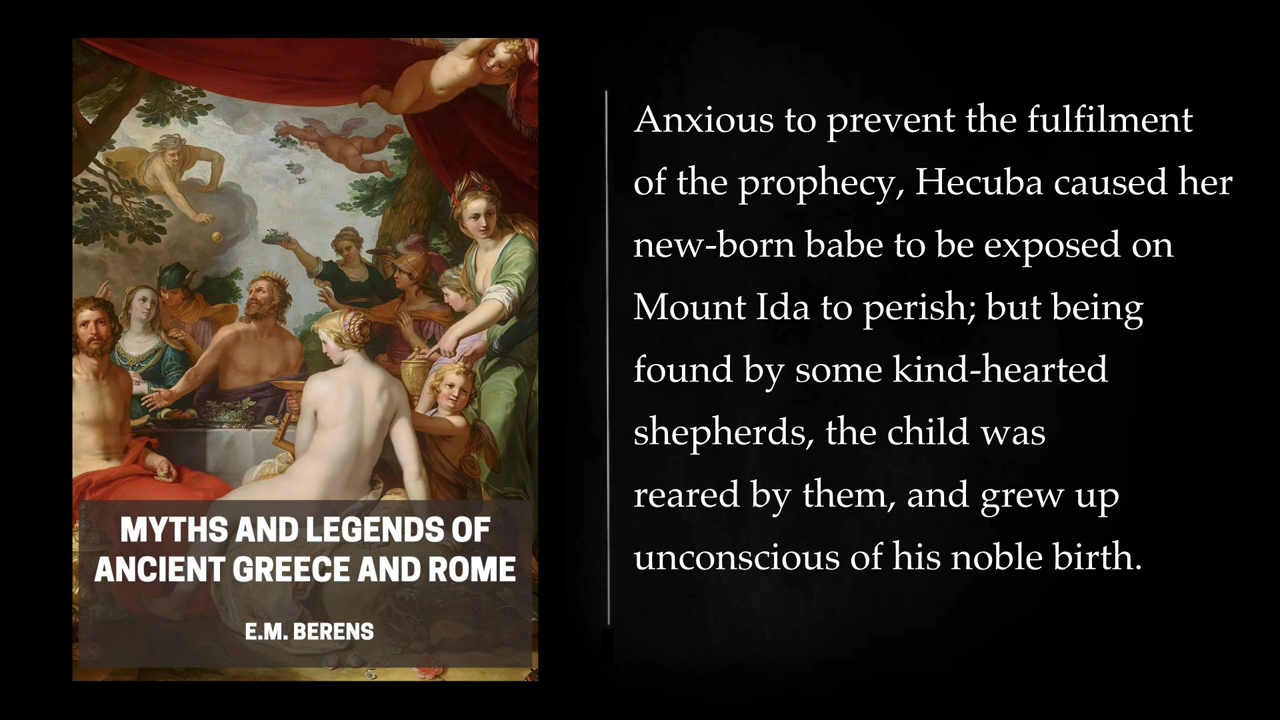 MYTHS AND LEGENDS OF
ANCIENT GREECE AND ROME
E.M. BERENS
Anxious to prevent the fulfilment
of the prophecy, Hecuba caused her
new-born babe to be exposed on
Mount Ida to perish; but being
found by some kind-hearted
shepherds, the child was
reared by them, and grew up
unconscious of his noble birth.